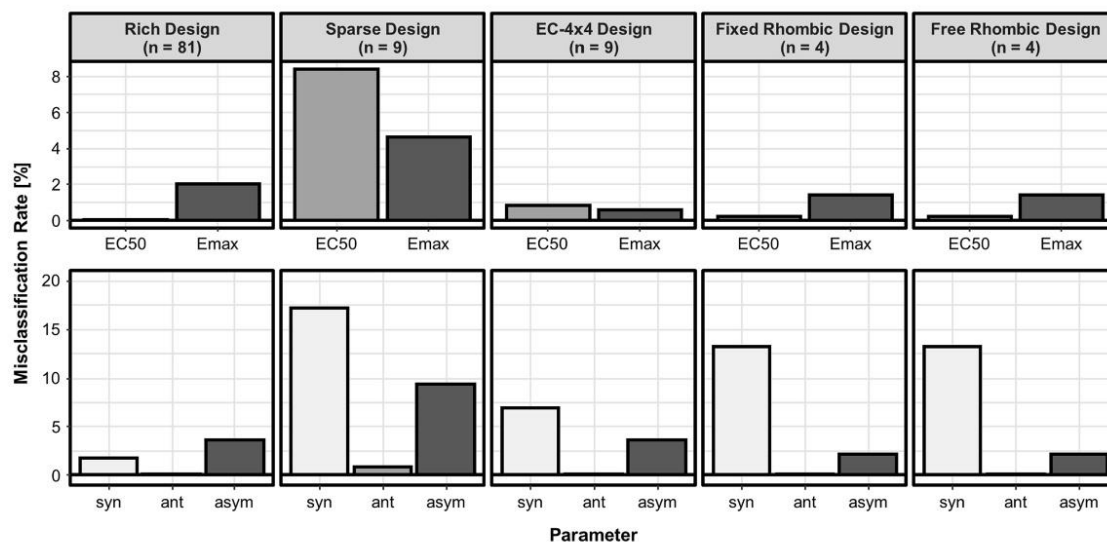 Rich Design
(n = 81)
Sparse Design
(n = 9)
EC-4x4 Design
(n = 9)
Fixed Rhombic Design
(n = 4)
Free Rhombic Design
(n = 4)
Misclassification Rate [%]
8
6
4
2
0
EC50 Emax EC50 Emax EC50 Emax EC50 Emax EC50 Emax
20
15
10
5
0
syn ant asym syn ant asym syn ant asym syn ant asym syn ant asym
Parameter